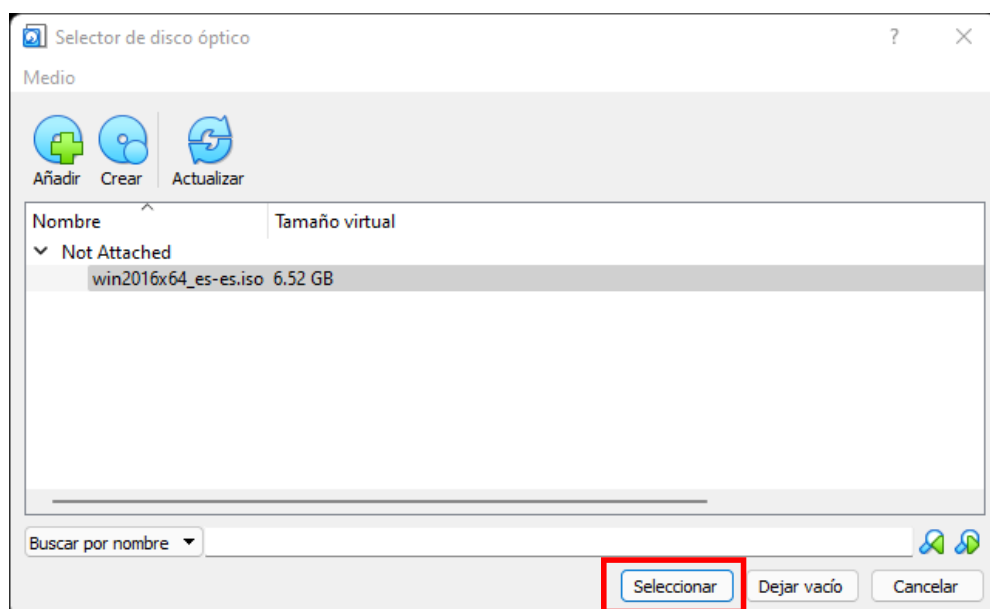 Selector de disco óptico
Medio
Añadir Crear Actualizar
Nombre Tamaño virtual
Not Attached
win2016x64_es-es.iso 6.52 GB
Buscar por nombre
Seleccionar Dejar vacío Cancelar